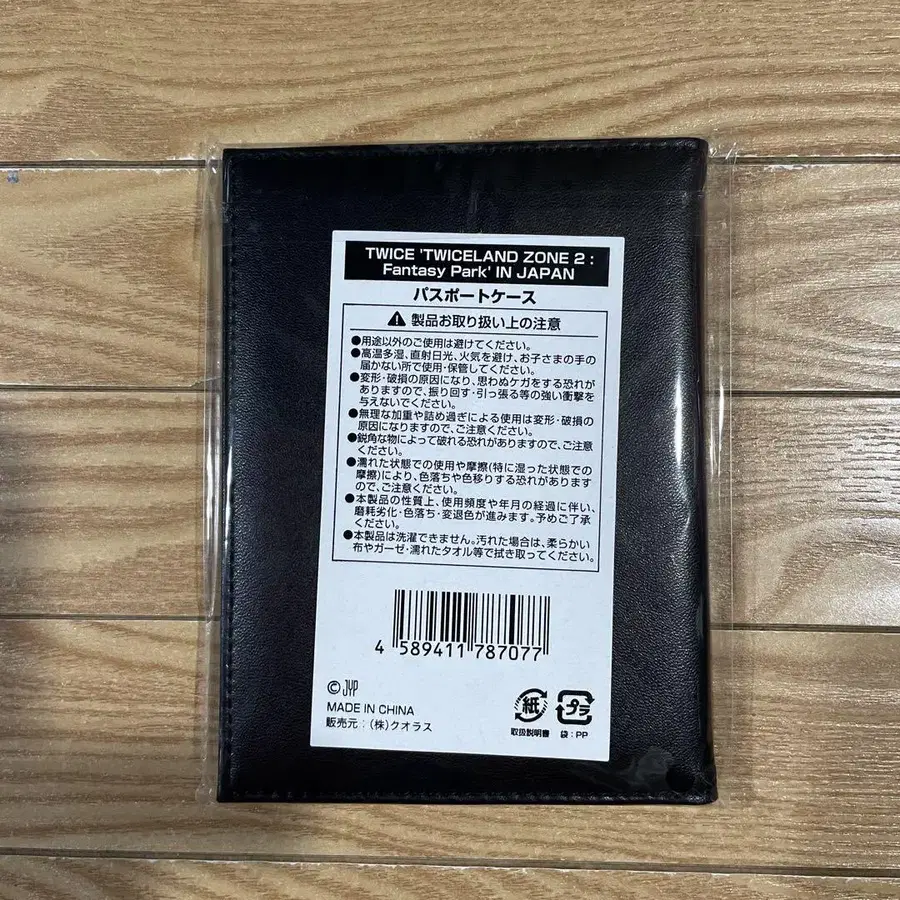 TWICE 'TWICELAND ZONE 2 :
Fantasy Park' IN JAPAN
パスポートケース
製品お取り扱い上の注意
●用途以外のご使用は避けてください。
●高温多湿、直射日光、火気を避け、お子さまの手の
届かない所で使用・保管してください。
●変形・破損の原因になり、思わぬケガをする恐れが
ありますので、振り回す・引っ張る等の強い衝撃を
与えないでください。
●無理な加重や詰め過ぎによる使用は変形・破損の
原因になりますので、ご注意ください。
●鋭角な物によって破れる恐れがありますので、ご注意
ください。
●濡れた状態での使用や摩擦(特に湿った状態での
摩擦)により、色落ちや色移りする恐れがあります
ので、ご注意ください。
●本製品の性質上、使用頻度や年月の経過に伴い、
磨耗劣化・色落ち・変退色が進みます。予めご了承
ください。
●本製品は洗濯できません。汚れた場合は、柔らかい
布やガーゼ・濡れたタオル等で拭き取ってください。
4 589411 787077
© JYP
MADE IN CHINA
販売元：(株)クオラス
紙 プラ
取扱説明書 袋：PP